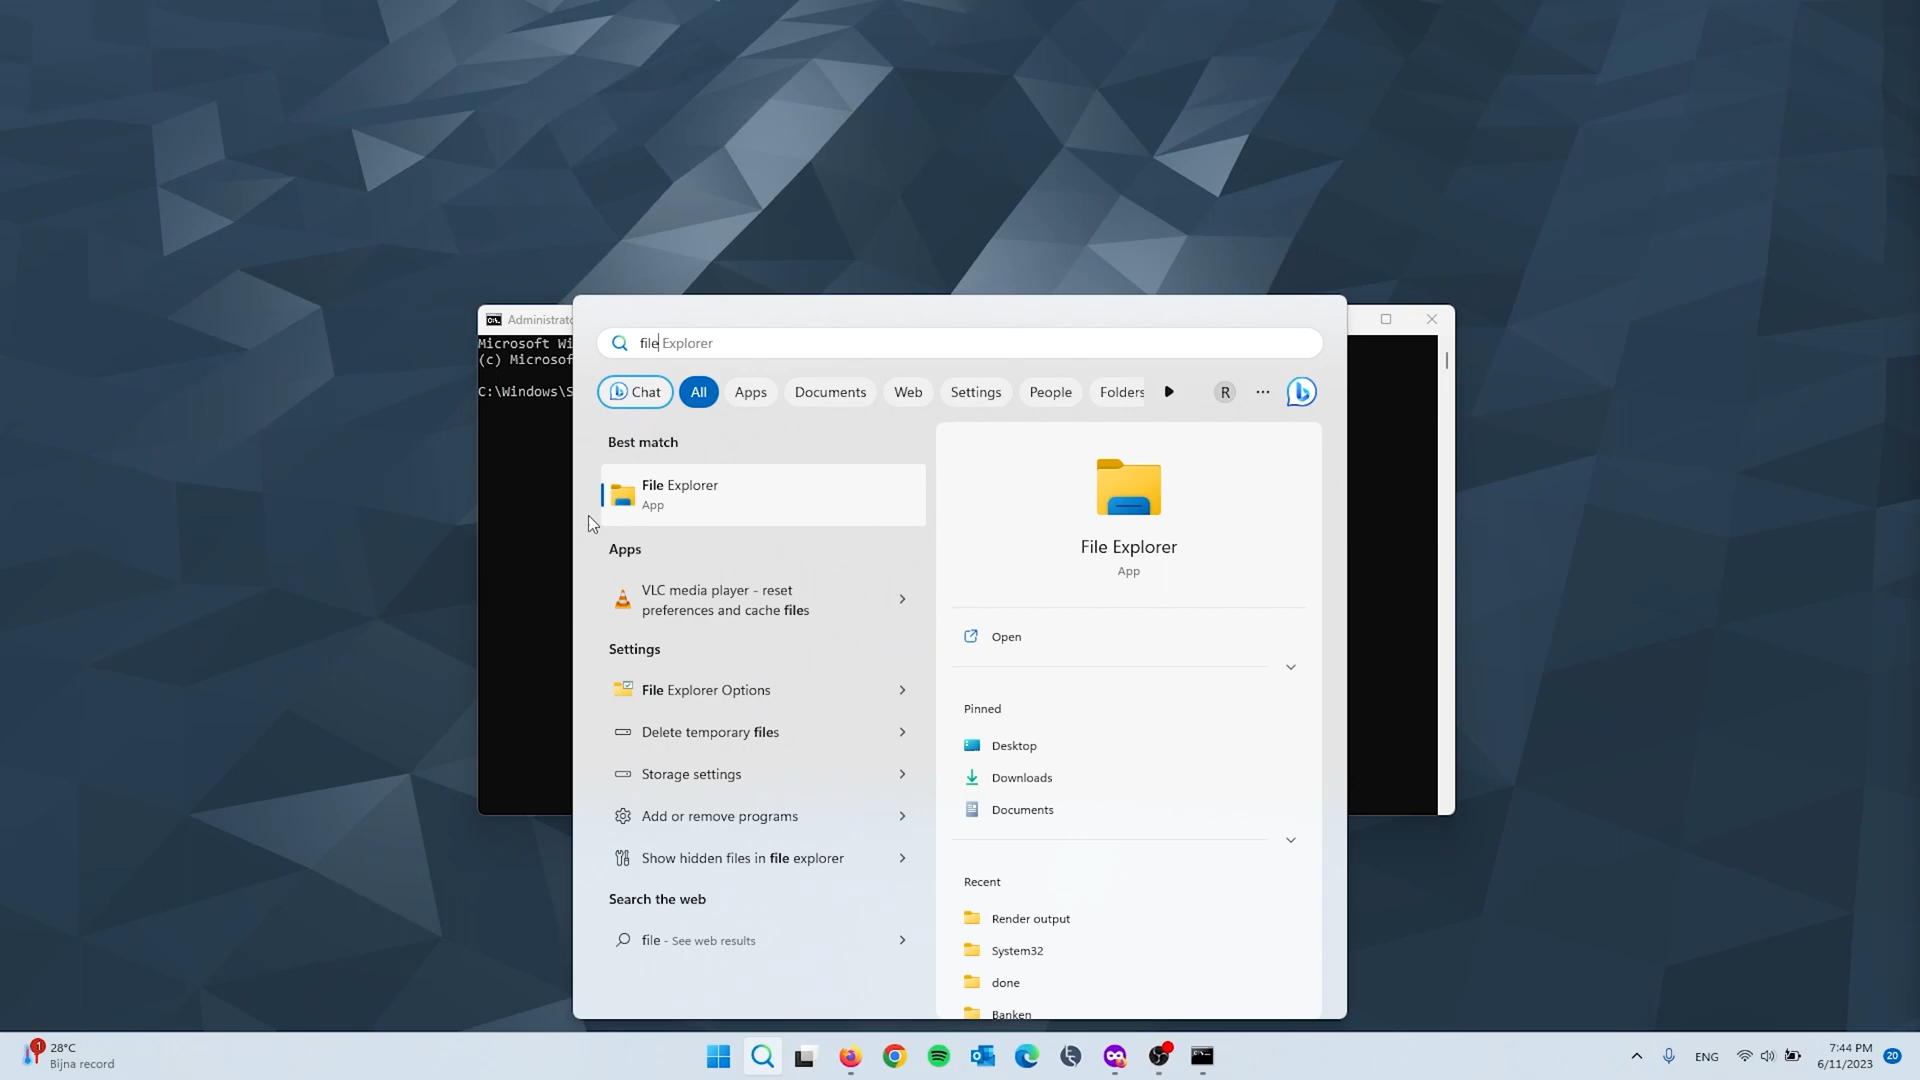 Administrato
Microsoft Wi
(c) Microsof
C:\Windows\S
file Explorer
Chat
All
Apps
Documents
Web
Settings
People
Folders
R
Best match
File Explorer
App
Apps
VLC media player - reset
preferences and cache files
Settings
File Explorer Options
Delete temporary files
Storage settings
Add or remove programs
Show hidden files in file explorer
Search the web
file - See web results
File Explorer
App
Open
Pinned
Desktop
Downloads
Documents
Recent
Render output
System32
done
Banken
1
28°C
Bijna record
ENG
7:44 PM
6/11/2023
20